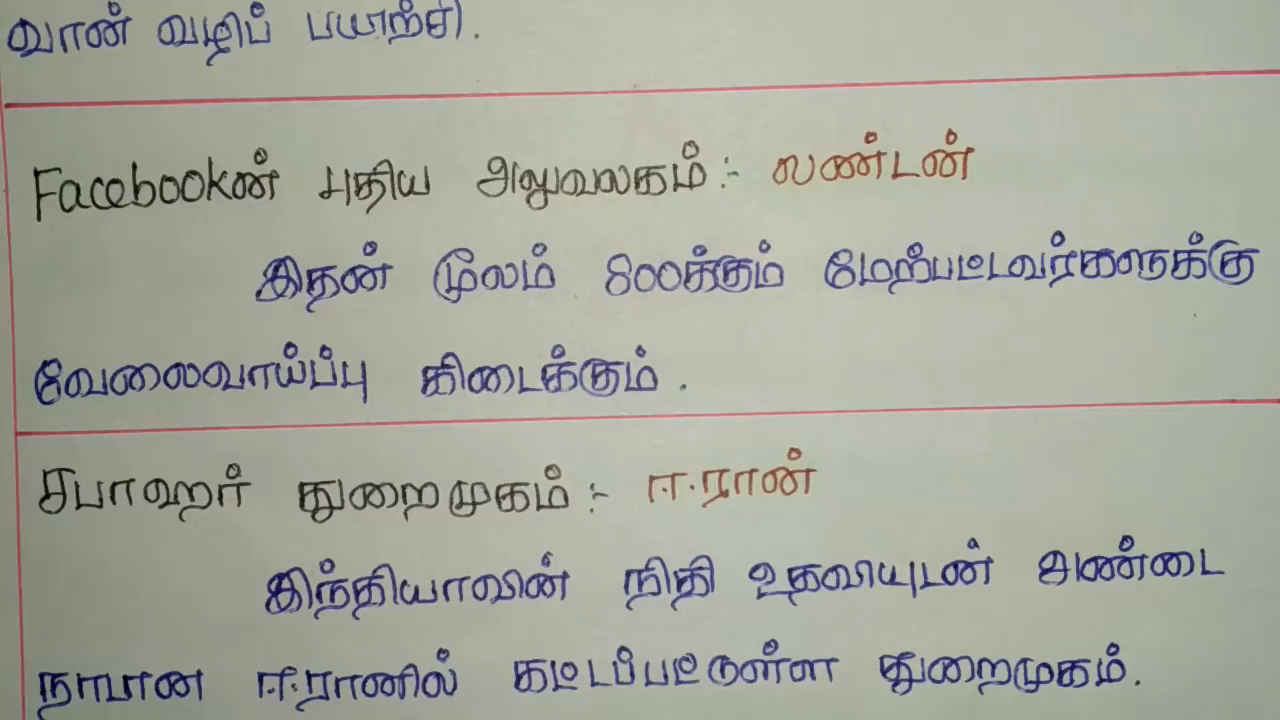 வான் வழிப் பயிற்சி.
Facebookன் புதிய அலுவலகம் :- லண்டன்
இதன் மூலம் 800க்கும் மேற்பட்டவர்களுக்கு
வேலைவாய்ப்பு கிடைக்கும்.
சபாஹர் துறைமுகம் :- ஈரான்
இந்தியாவின் நிதி உதவியுடன் அண்டை
நாடான ஈரானில் கட்டப்பட்டுள்ள துறைமுகம்.